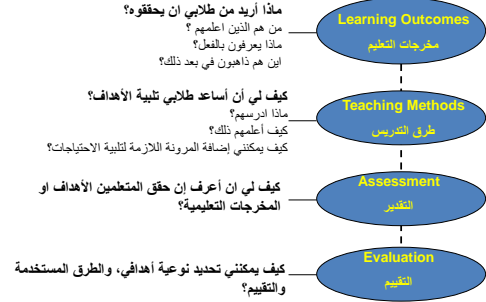 ماذا أريد من طلابي ان يحققوه؟
من هم الذين اعلمهم ؟
ماذا يعرفون بالفعل؟
اين هم ذاهبون في بعد ذلك؟
Learning Outcomes
مخرجات التعليم
كيف لي أن أساعد طلابي تلبية الأهداف؟
ماذا ادرسهم؟
كيف أعلمهم ذلك؟
كيف يمكنني إضافة المرونة اللازمة لتلبية الاحتياجات؟
Teaching Methods
طرق التدريس
كيف لي ان أعرف إن حقق المتعلمين الأهداف او
المخرجات التعليمية؟
Assessment
التقدير
كيف يمكنني تحديد نوعية أهدافي، والطرق المستخدمة
والتقييم؟
Evaluation
التقييم